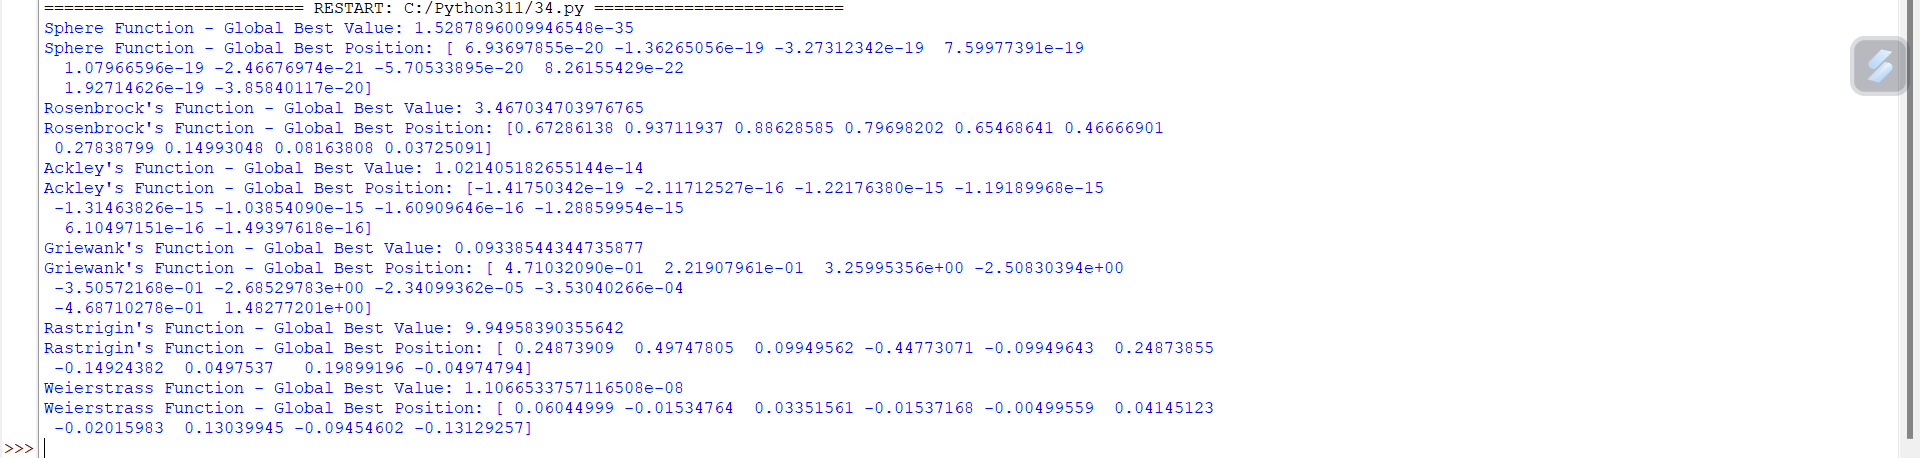 ========================== RESTART: C:/Python311/34.py =========================
Sphere Function - Global Best Value: 1.5287896009946548e-35
Sphere Function - Global Best Position: [ 6.93697855e-20 -1.36265056e-19 -3.27312342e-19  7.59977391e-19
  1.07966596e-19 -2.46676974e-21 -5.70533895e-20  8.26155429e-22
  1.92714626e-19 -3.85840117e-20]
Rosenbrock's Function - Global Best Value: 3.467034703976765
Rosenbrock's Function - Global Best Position: [0.67286138 0.93711937 0.88628585 0.79698202 0.65468641 0.46666901
 0.27838799 0.14993048 0.08163808 0.03725091]
Ackley's Function - Global Best Value: 1.021405182655144e-14
Ackley's Function - Global Best Position: [-1.41750342e-19 -2.11712527e-16 -1.22176380e-15 -1.19189968e-15
 -1.31463826e-15 -1.03854090e-15 -1.60909646e-16 -1.28859954e-15
  6.10497151e-16 -1.49397618e-16]
Griewank's Function - Global Best Value: 0.09338544344735877
Griewank's Function - Global Best Position: [ 4.71032090e-01  2.21907961e-01  3.25995356e+00 -2.50830394e+00
 -3.50572168e-01 -2.68529783e+00 -2.34099362e-05 -3.53040266e-04
 -4.68710278e-01  1.48277201e+00]
Rastrigin's Function - Global Best Value: 9.94958390355642
Rastrigin's Function - Global Best Position: [ 0.24873909  0.49747805  0.09949562 -0.44773071 -0.09949643  0.24873855
 -0.14924382  0.0497537   0.19899196 -0.04974794]
Weierstrass Function - Global Best Value: 1.1066533757116508e-08
Weierstrass Function - Global Best Position: [ 0.06044999 -0.01534764  0.03351561 -0.01537168 -0.00499559  0.04145123
 -0.02015983  0.13039945 -0.09454602 -0.13129257]
>>>